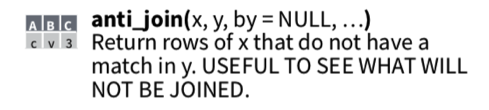 A B C
c v 3
anti_join(x, y, by = NULL, …)
Return rows of x that do not have a
match in y. USEFUL TO SEE WHAT WILL
NOT BE JOINED.